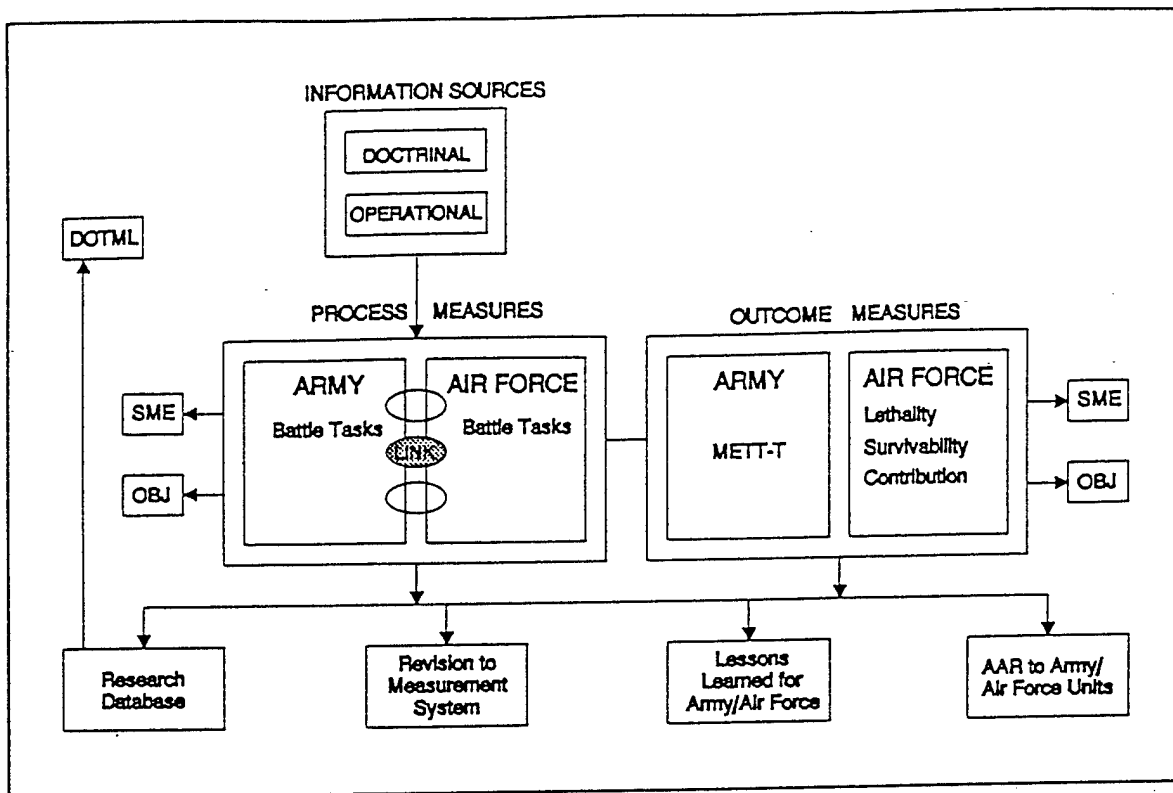 INFORMATION SOURCES
DOCTRINAL
OPERATIONAL
DOTML
PROCESS MEASURES
OUTCOME MEASURES
ARMY
Battle Tasks
AIR FORCE
Battle Tasks
LINK
SME
OBJ
ARMY
METT-T
AIR FORCE
Lethality
Survivability
Contribution
SME
OBJ
Research
Database
Revision to
Measurement
System
Lessons
Learned for
Army/Air Force
AAR to Army/
Air Force Units